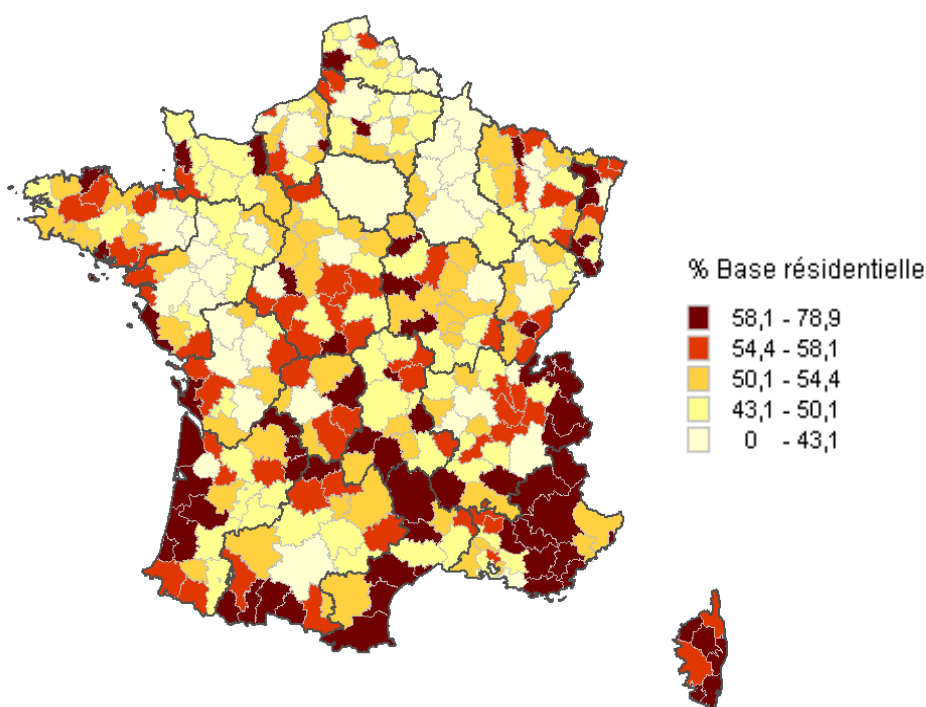 % Base résidentielle
58,1 - 78,9
54,4 - 58,1
50,1 - 54,4
43,1 - 50,1
0 - 43,1